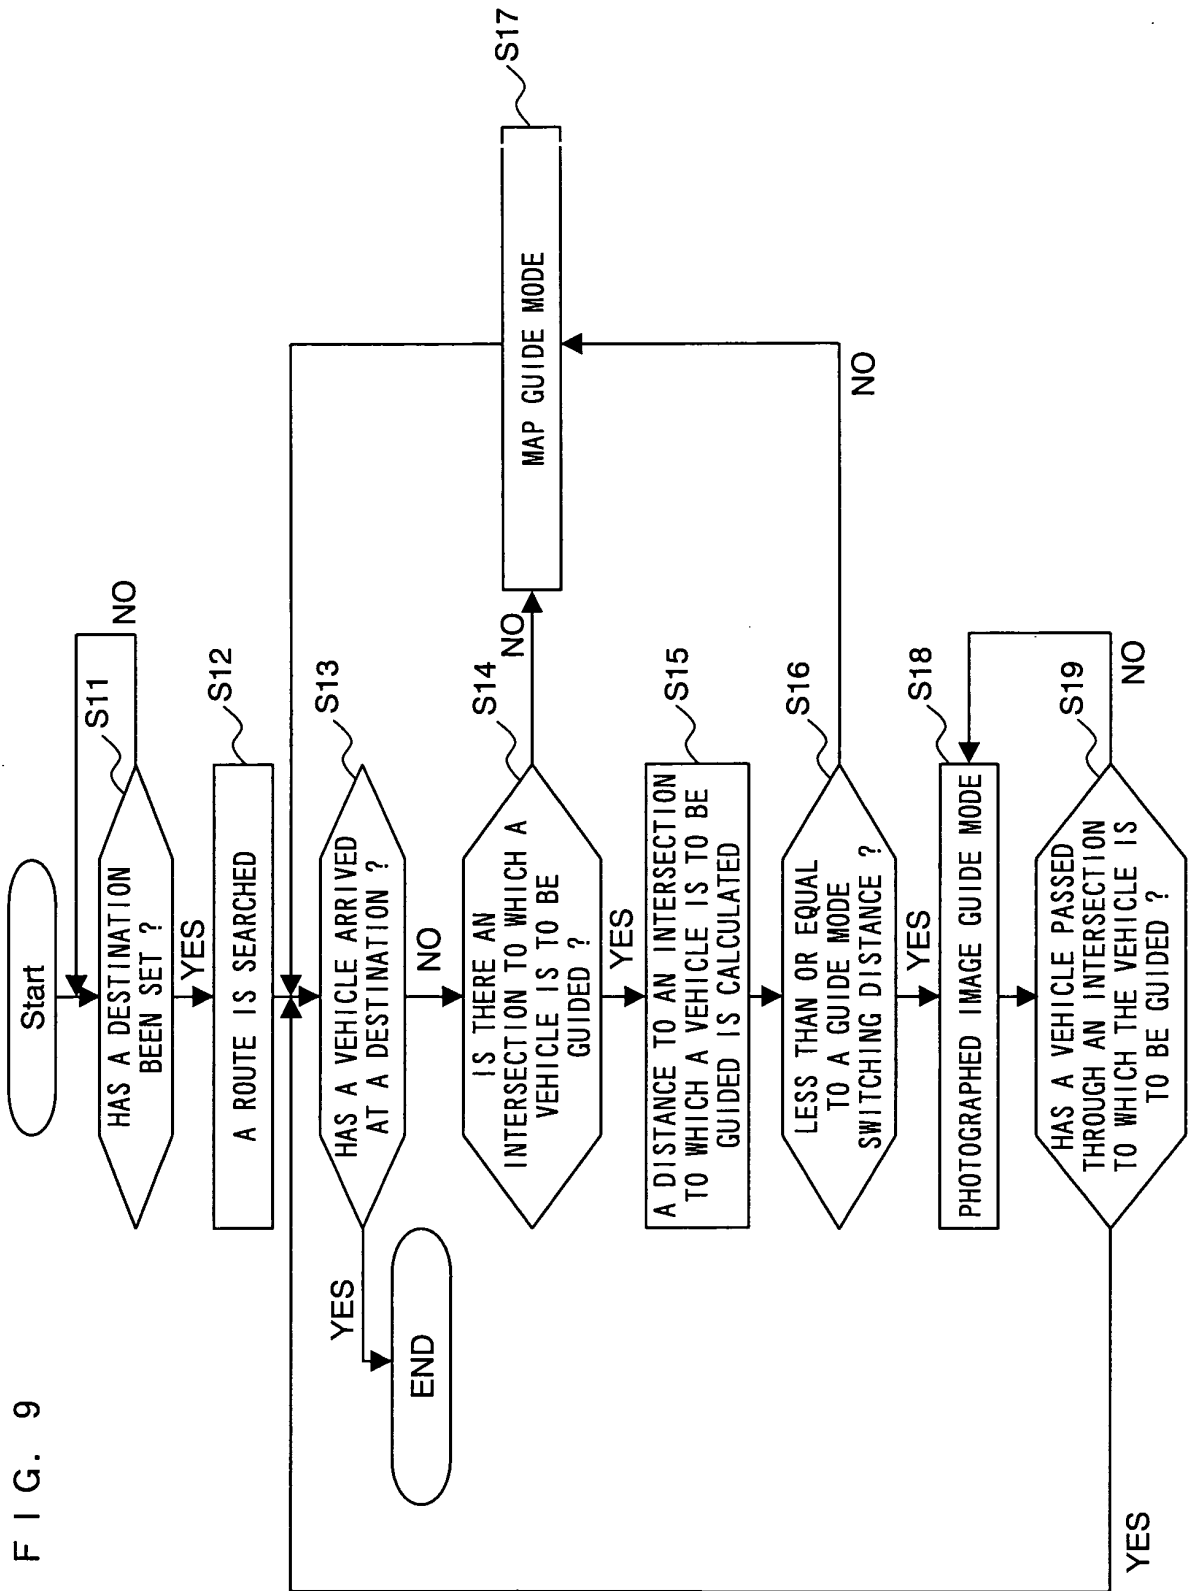 FIG. 9
Start
S11
HAS A DESTINATION
BEEN SET ?
NO
YES
S12
A ROUTE IS SEARCHED
S13
HAS A VEHICLE ARRIVED
AT A DESTINATION ?
YES
END
NO
S14
IS THERE AN
INTERSECTION TO WHICH A
VEHICLE IS TO BE
GUIDED ?
NO
S17
MAP GUIDE MODE
YES
S15
A DISTANCE TO AN INTERSECTION
TO WHICH A VEHICLE IS TO BE
GUIDED IS CALCULATED
S16
LESS THAN OR EQUAL
TO A GUIDE MODE
SWITCHING DISTANCE ?
NO
YES
S18
PHOTOGRAPHED IMAGE GUIDE MODE
S19
HAS A VEHICLE PASSED
THROUGH AN INTERSECTION
TO WHICH THE VEHICLE IS
TO BE GUIDED ?
NO
YES